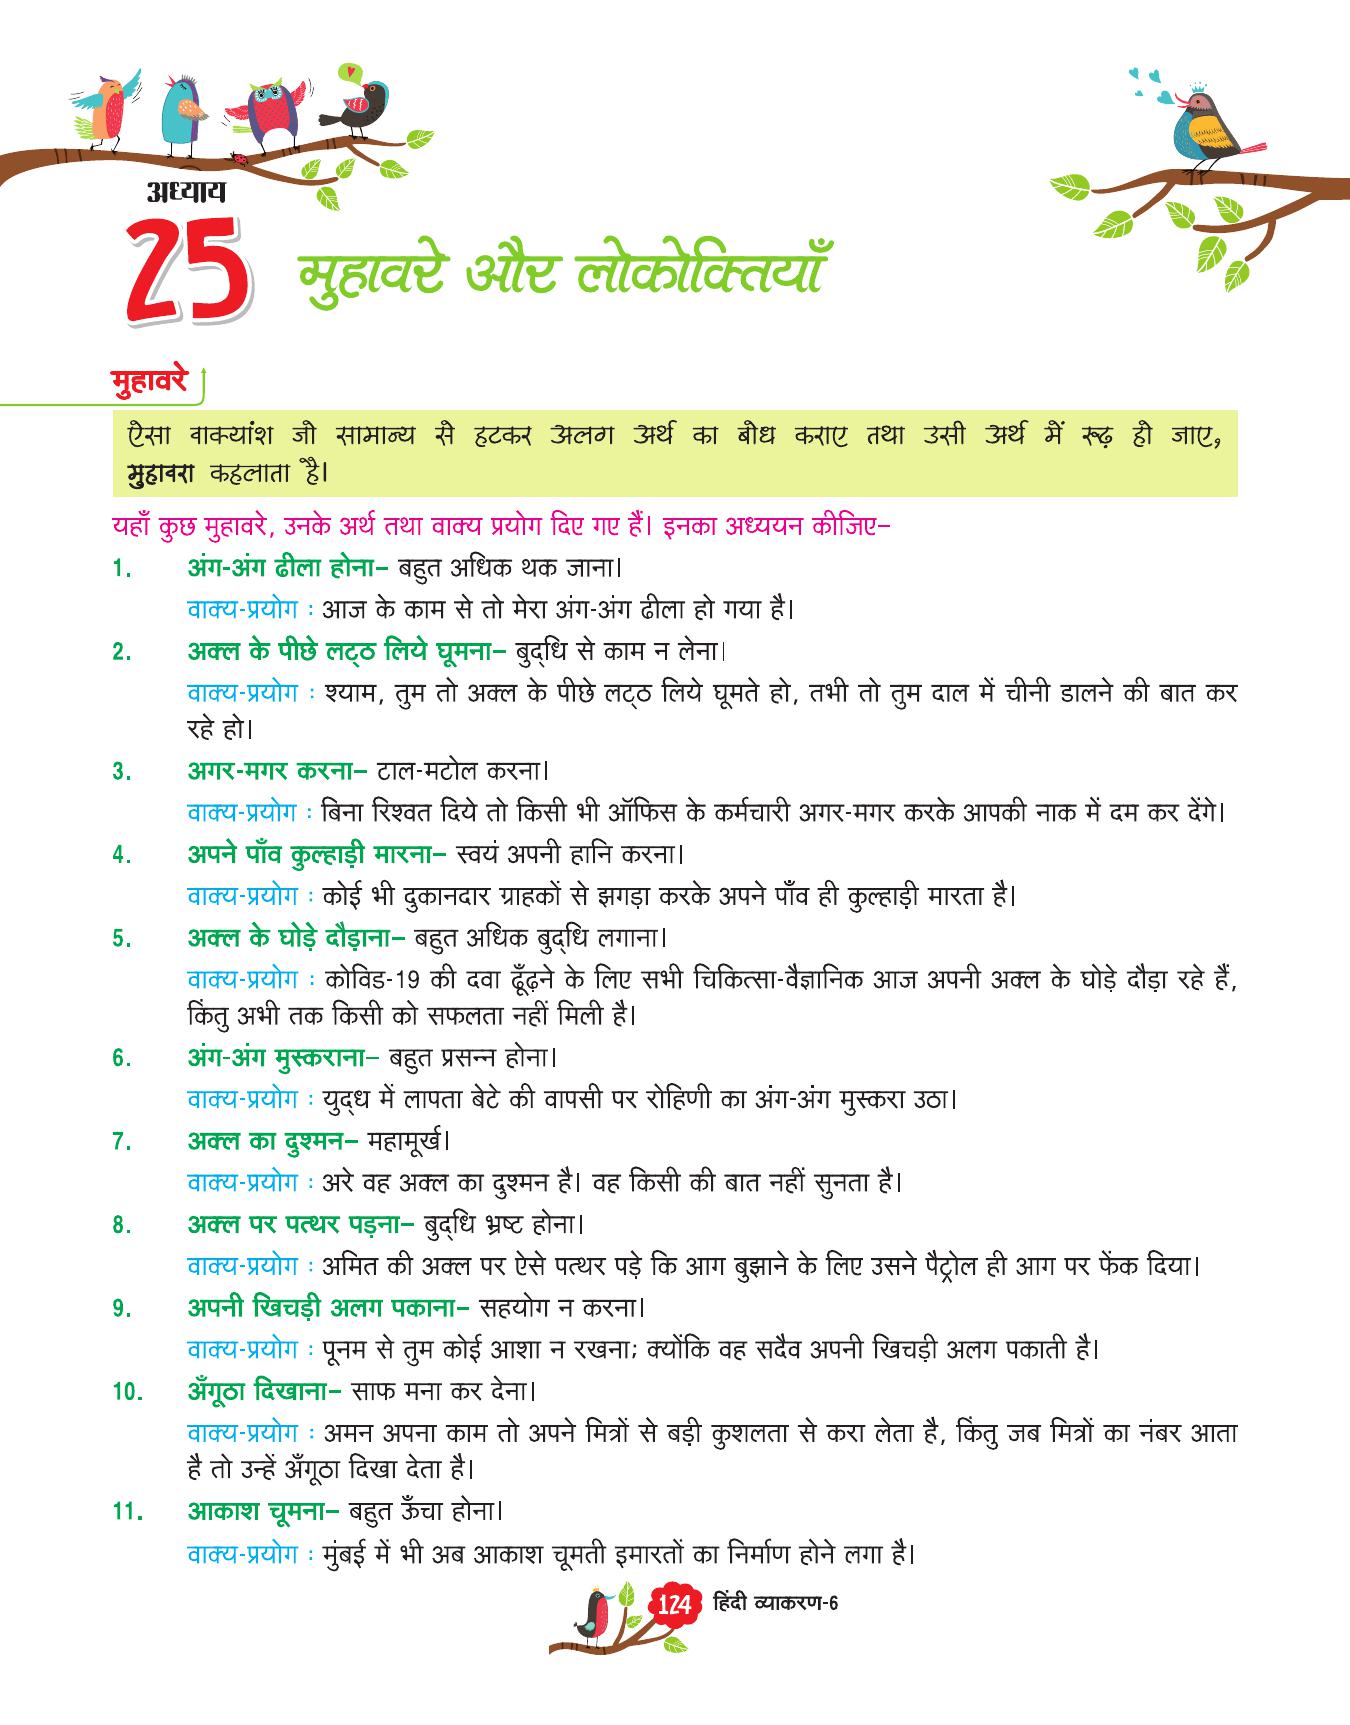 अध्याय
25
मुहावरे और लोकोक्तियाँ
मुहावरे
ऐसा वाक्यांश जो सामान्य से हटकर अलग अर्थ का बोध कराए तथा उसी अर्थ में रूढ़ हो जाए,
मुहावरा कहलाता है।
यहाँ कुछ मुहावरे, उनके अर्थ तथा वाक्य प्रयोग दिए गए हैं। इनका अध्ययन कीजिए–
1. अंग-अंग ढीला होना– बहुत अधिक थक जाना।
वाक्य-प्रयोग : आज के काम से तो मेरा अंग-अंग ढीला हो गया है।
2. अक्ल के पीछे लट्ठ लिये घूमना– बुद्धि से काम न लेना।
वाक्य-प्रयोग : श्याम, तुम तो अक्ल के पीछे लट्ठ लिये घूमते हो, तभी तो तुम दाल में चीनी डालने की बात कर
रहे हो।
3. अगर-मगर करना– टाल-मटोल करना।
वाक्य-प्रयोग : बिना रिश्वत दिये तो किसी भी ऑफिस के कर्मचारी अगर-मगर करके आपकी नाक में दम कर देंगे।
4. अपने पाँव कुल्हाड़ी मारना– स्वयं अपनी हानि करना।
वाक्य-प्रयोग : कोई भी दुकानदार ग्राहकों से झगड़ा करके अपने पाँव ही कुल्हाड़ी मारता है।
5. अक्ल के घोड़े दौड़ाना– बहुत अधिक बुद्धि लगाना।
वाक्य-प्रयोग : कोविड-19 की दवा ढूँढ़ने के लिए सभी चिकित्सा-वैज्ञानिक आज अपनी अक्ल के घोड़े दौड़ा रहे हैं,
किंतु अभी तक किसी को सफलता नहीं मिली है।
6. अंग-अंग मुस्कराना– बहुत प्रसन्न होना।
वाक्य-प्रयोग : युद्ध में लापता बेटे की वापसी पर रोहिणी का अंग-अंग मुस्करा उठा।
7. अक्ल का दुश्मन– महामूर्ख।
वाक्य-प्रयोग : अरे वह अक्ल का दुश्मन है। वह किसी की बात नहीं सुनता है।
8. अक्ल पर पत्थर पड़ना– बुद्धि भ्रष्ट होना।
वाक्य-प्रयोग : अमित की अक्ल पर ऐसे पत्थर पड़े कि आग बुझाने के लिए उसने पैट्रोल ही आग पर फेंक दिया।
9. अपनी खिचड़ी अलग पकाना– सहयोग न करना।
वाक्य-प्रयोग : पूनम से तुम कोई आशा न रखना; क्योंकि वह सदैव अपनी खिचड़ी अलग पकाती है।
10. अँगूठा दिखाना– साफ मना कर देना।
वाक्य-प्रयोग : अमन अपना काम तो अपने मित्रों से बड़ी कुशलता से करा लेता है, किंतु जब मित्रों का नंबर आता
है तो उन्हें अँगूठा दिखा देता है।
11. आकाश चूमना– बहुत ऊँचा होना।
वाक्य-प्रयोग : मुंबई में भी अब आकाश चूमती इमारतों का निर्माण होने लगा है।
124 हिंदी व्याकरण-6